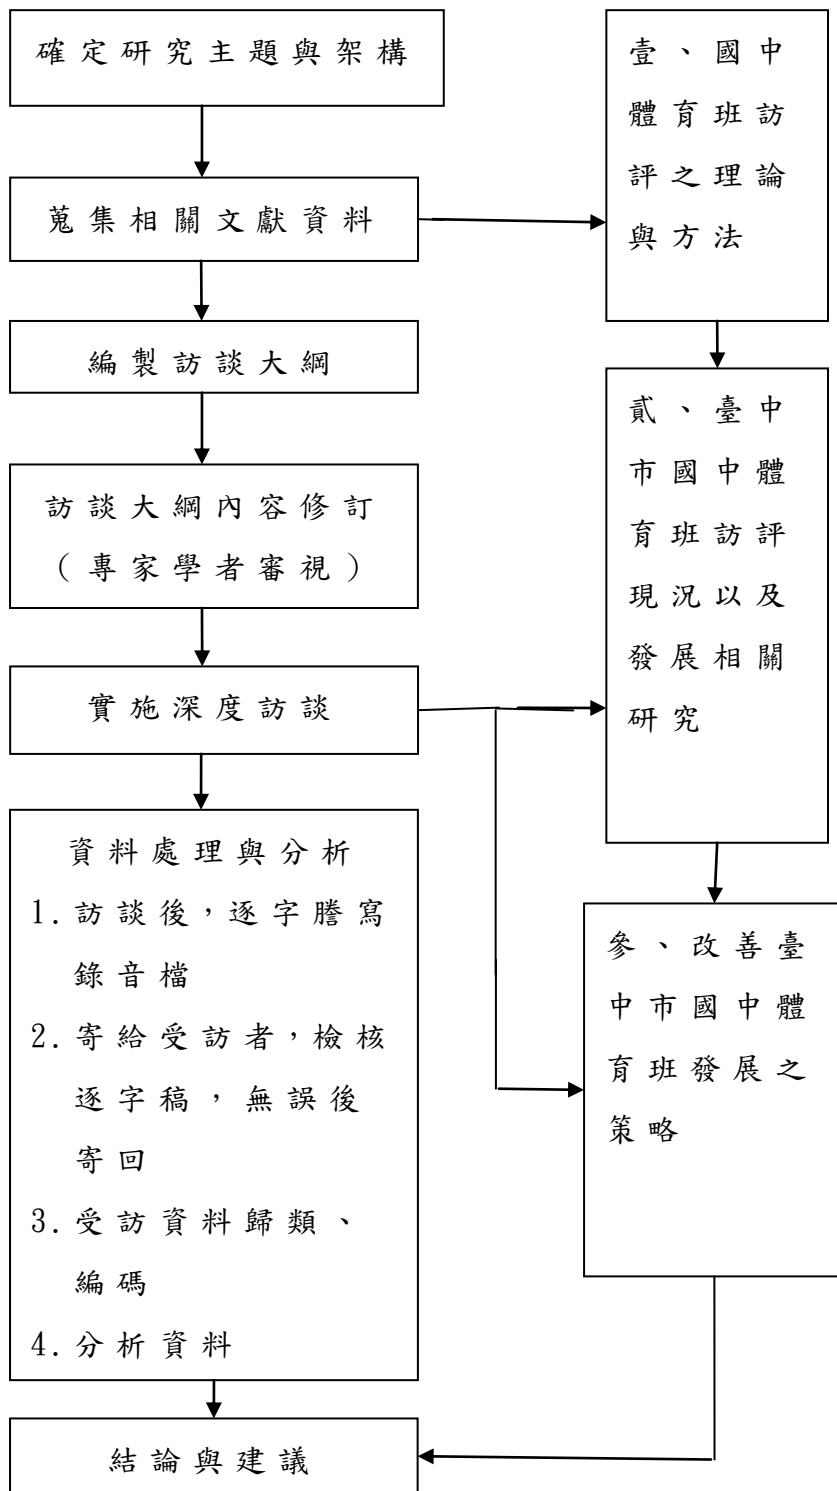 確定研究主題與架構
蒐集相關文獻資料
編製訪談大綱
訪談大綱內容修訂
(專家學者審視)
實施深度訪談
資料處理與分析
1.訪談後，逐字謄寫
錄音檔
2.寄給受訪者，檢核
逐字稿，無誤後
寄回
3.受訪資料歸類、
編碼
4.分析資料
結論與建議
壹、國中
體育班訪
評之理論
與方法
貳、臺中
市國中體
育班訪評
現況以及
發展相關
研究
參、改善臺
中市國中體
育班發展之
策略